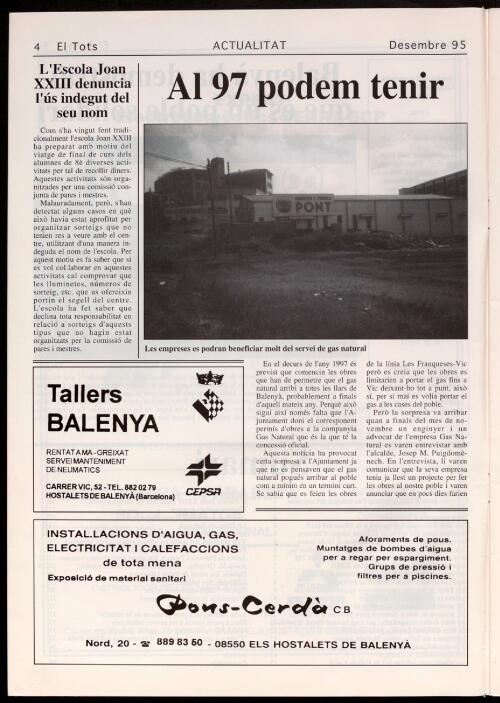 4 El Tots
ACTUALITAT
Desembre 95
L'Escola Joan
XXIII denuncia
l'ús indegut del
seu nom
Com s'ha vingut fent tradi-
cionalment l'escola Joan XXIII
ha preparat amb motiu del
viatge de final de curs dels
alumnes de 8è diverses acti-
vitats per tal de recollir diners.
Aquestes activitats són orga-
nitzades per una comissió con-
junta de pares i mestres.
Malauradament, però, s'han
detectat alguns casos en què
això havia estat aprofitat per
organitzar sorteigs que no
tenien res a veure amb el cen-
tre, utilitzant d'una manera in-
deguda el nom de l'escola. Per
aquest motiu es fa saber que si
es vol col.laborar en aquestes
activitats cal comprovar que
les lluminetes, números de
sorteig, etc. que us ofereixin
portin el segell del centre.
L'escola ha fet saber que
declina tota responsabilitat en
relació a sorteigs d'aquests
tipus que no hagin estat
organitzats per la comissió de
pares i mestres.
Al 97 podem tenir
PONT
Les empreses es podran beneficiar molt del servei de gas natural
En el decurs de l'any 1997 és
previst que comencin les obres
que han de permetre que el gas
natural arribi a totes les llars de
Balenyà, probablement a finals
d'aquell mateix any. Perquè això
sigui així només falta que l'A-
juntament doni el corresponent
permís d'obres a la companyia
Gas Natural que és la que té la
concessió oficial.
Aquesta notícia ha provocat
certa sorpresa a l'Ajuntament ja
que no es pensaven que el gas
natural pogués arribar al poble
com a mínim en un termini curt.
Se sabia que es feien les obres
de la línia Les Franqueses-Vic
però es creia que les obres es
limitarien a portar el gas fins a
Vic deixant-ho tot a punt, això
sí, per si mai es volia portar el
gas a les cases del poble.
Però la sorpresa va arribar
quan a finals del mes de no-
vembre un enginyer i un
advocat de l'empresa Gas Na-
tural es varen entrevistar amb
l'alcalde, Josep M. Puigdomè-
nech. En l'entrevista, li varen
comunicar que la seva empresa
tenia ja llest un projecte per fer
les obres al nostre poble i varen
anunciar que en pocs dies farien
Tallers
BALENYA
RENTATAMA - GREIXAT
SERVEI MANTENIMENT
DE NEUMATICS
CARRER VIC, 52 - TEL. 882 02 79
HOSTALETS DE BALENYÀ (Barcelona)
CEPSA
INSTAL.LACIONS D'AIGUA, GAS,
ELECTRICITAT I CALEFACCIONS
de tota mena
Exposició de material sanitari
Aforaments de pous.
Muntatges de bombes d'aigua
per a regar per espargiment.
Grups de pressió i
filtres per a piscines.
Pons-Cerdà C.B.
Nord, 20 - ☎ 889 83 60 - 08550 ELS HOSTALETS DE BALENYÀ